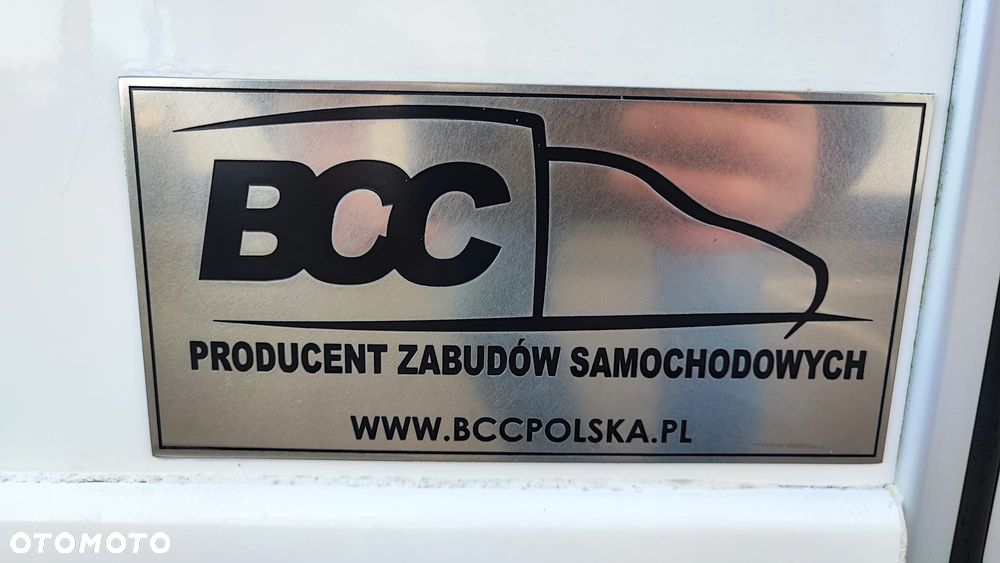 BCC
PRODUCENT ZABUDÓW SAMOCHODOWYCH
WWW.BCCPOLSKA.PL
OTOMOTO